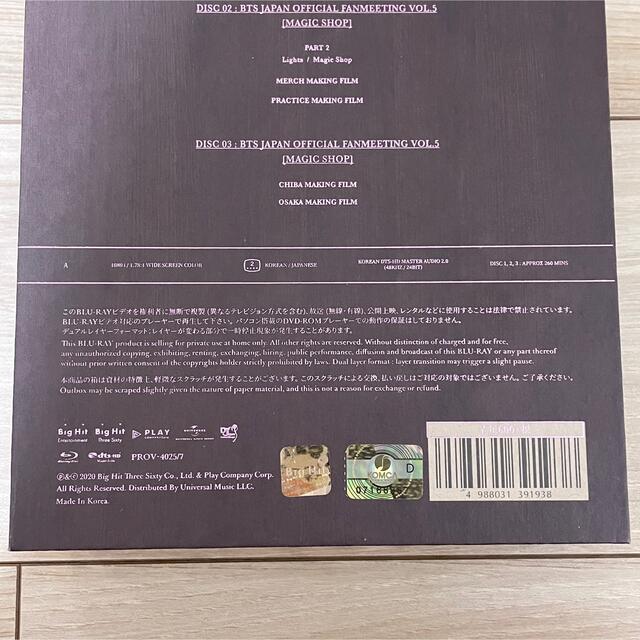 DISC 02 : BTS JAPAN OFFICIAL FANMEETING VOL.5
[MAGIC SHOP]
PART 2
Lights / Magic Shop
MERCH MAKING FILM
PRACTICE MAKING FILM
DISC 03 : BTS JAPAN OFFICIAL FANMEETING VOL.5
[MAGIC SHOP]
CHIBA MAKING FILM
OSAKA MAKING FILM
A
1080i / 1.78:1 WIDE SCREEN COLOR
2
KOREAN / JAPANESE
KOREAN DTS-HD MASTER AUDIO 2.0
(48KHZ / 24BIT)
DISC 1, 2, 3 : APPROX 260 MINS
このBLU-RAYビデオを権利者に無断で複製(異なるテレビジョン方式を含む)、放送(無線・有線)、公開上映、レンタルなどに使用することは法律で禁止されています。
BLU-RAYビデオ対応のプレーヤーで再生して下さい。パソコン搭載のDVD-ROMプレーヤーでの動作の保証はしておりません。
デュアルレイヤーフォーマット:レイヤーが変わる部分で一時停止現象が発生することがあります。
This BLU-RAY product is selling for private use at home only. All other rights are reserved. Without distinction of charged and for free,
any unauthorized copying, exhibiting, renting, exchanging, hiring, public performance, diffusion and broadcast of this BLU-RAY or any part thereof
without prior written consent of the copyrights holder strictly prohibited by laws. Dual layer format : layer transition may trigger a slight pause.
本商品の箱は資材の特徴上、軽微なスクラッチが発生することがございます。このスクラッチによる交換、払い戻しはご対応の対象ではございません。ご了承ください。
Outbox may be scraped slightly given the nature of paper material, and this is not a reason for exchange or refund.
Big Hit
Entertainment
Big Hit
Three Sixty
PLAY
UNIVERSAL
Blu-ray Disc
dts-HD
PROV-4025/7
Ⓟ&ⓒ 2020 Big Hit Three Sixty Co., Ltd. & Play Company Corp.
All Rights Reserved. Distributed By Universal Music LLC.
Made In Korea.
Big Hit
KOMCA
D
4 988031 391938